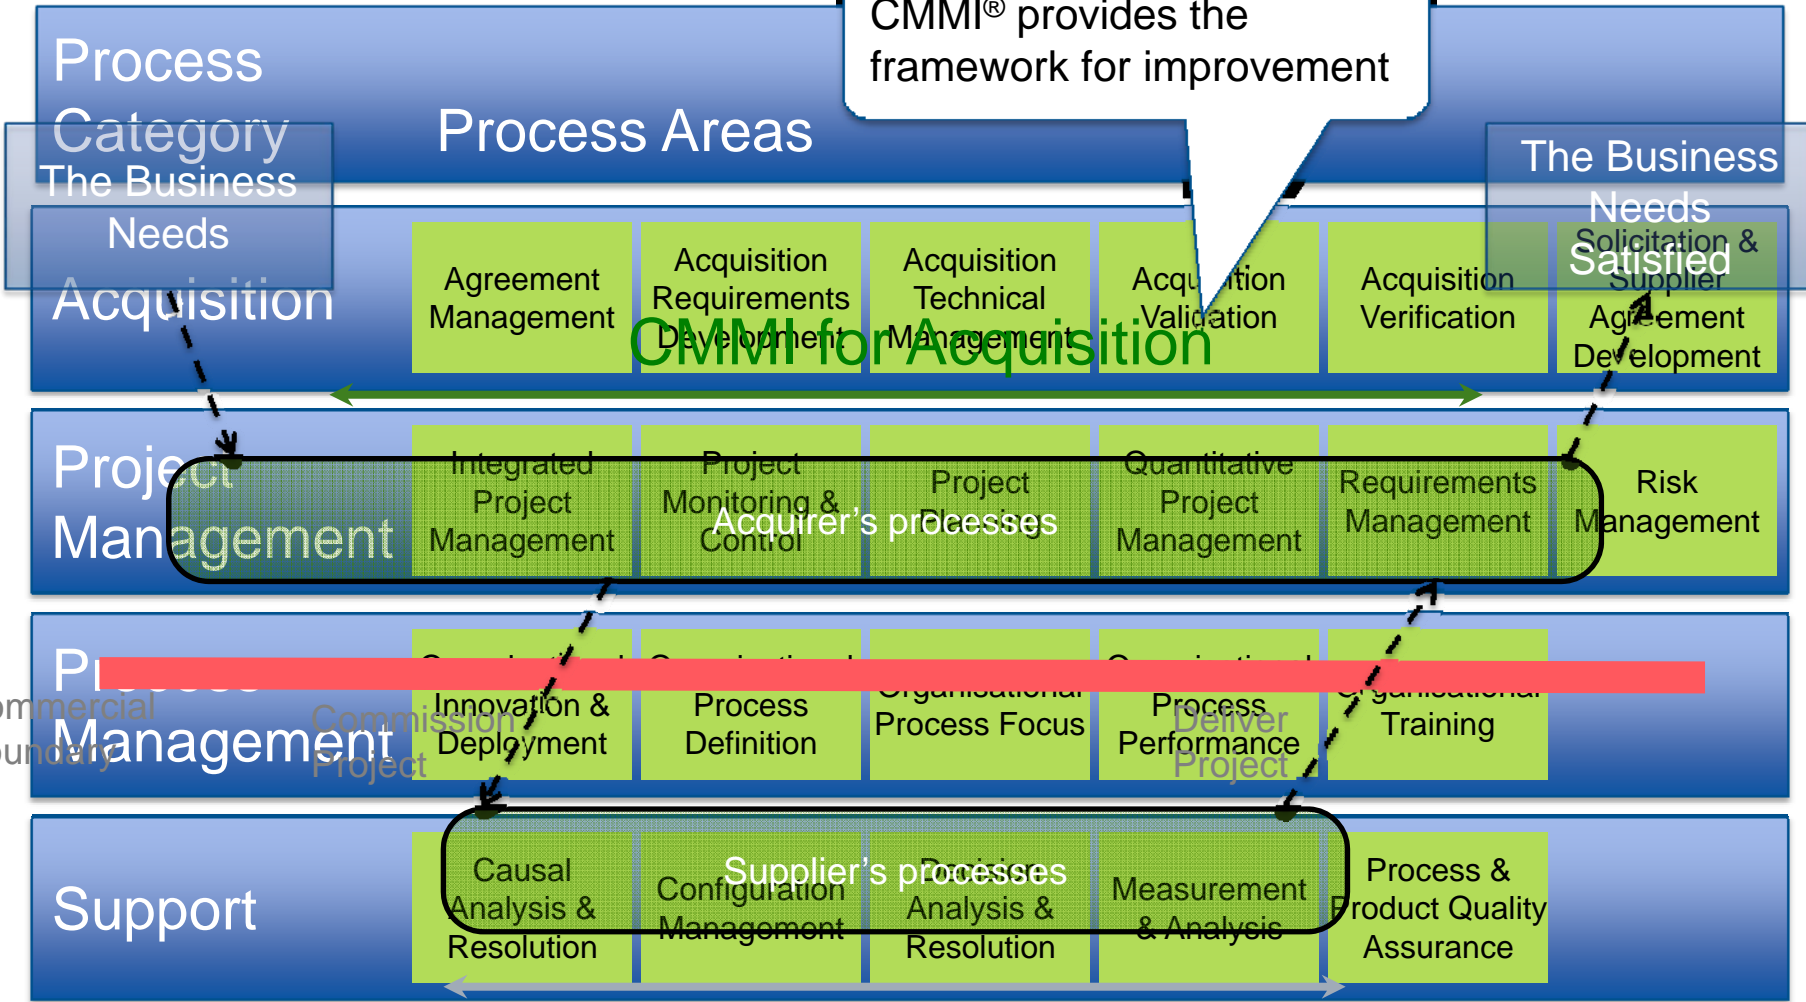 CMMI® provides the
framework for improvement
Process
Category
Process Areas
The Business
Needs
The Business
Needs
Satisfied
Acquisition
Agreement
Management
Acquisition
Requirements
Development
Acquisition
Technical
Management
Acquisition
Validation
Acquisition
Verification
Solicitation &
Supplier
Agreement
Development
CMMI for Acquisition
Project
Management
Integrated
Project
Management
Project
Monitoring &
Control
Project
Planning
Quantitative
Project
Management
Requirements
Management
Risk
Management
Acquirer's processes
Process
Management
Innovation &
Deployment
Process
Definition
Organisational
Process Focus
Process
Performance
Organisational
Training
Commission
Project
Deliver
Project
Support
Causal
Analysis &
Resolution
Configuration
Management
Decision
Analysis &
Resolution
Measurement
& Analysis
Process &
Product Quality
Assurance
Supplier's processes